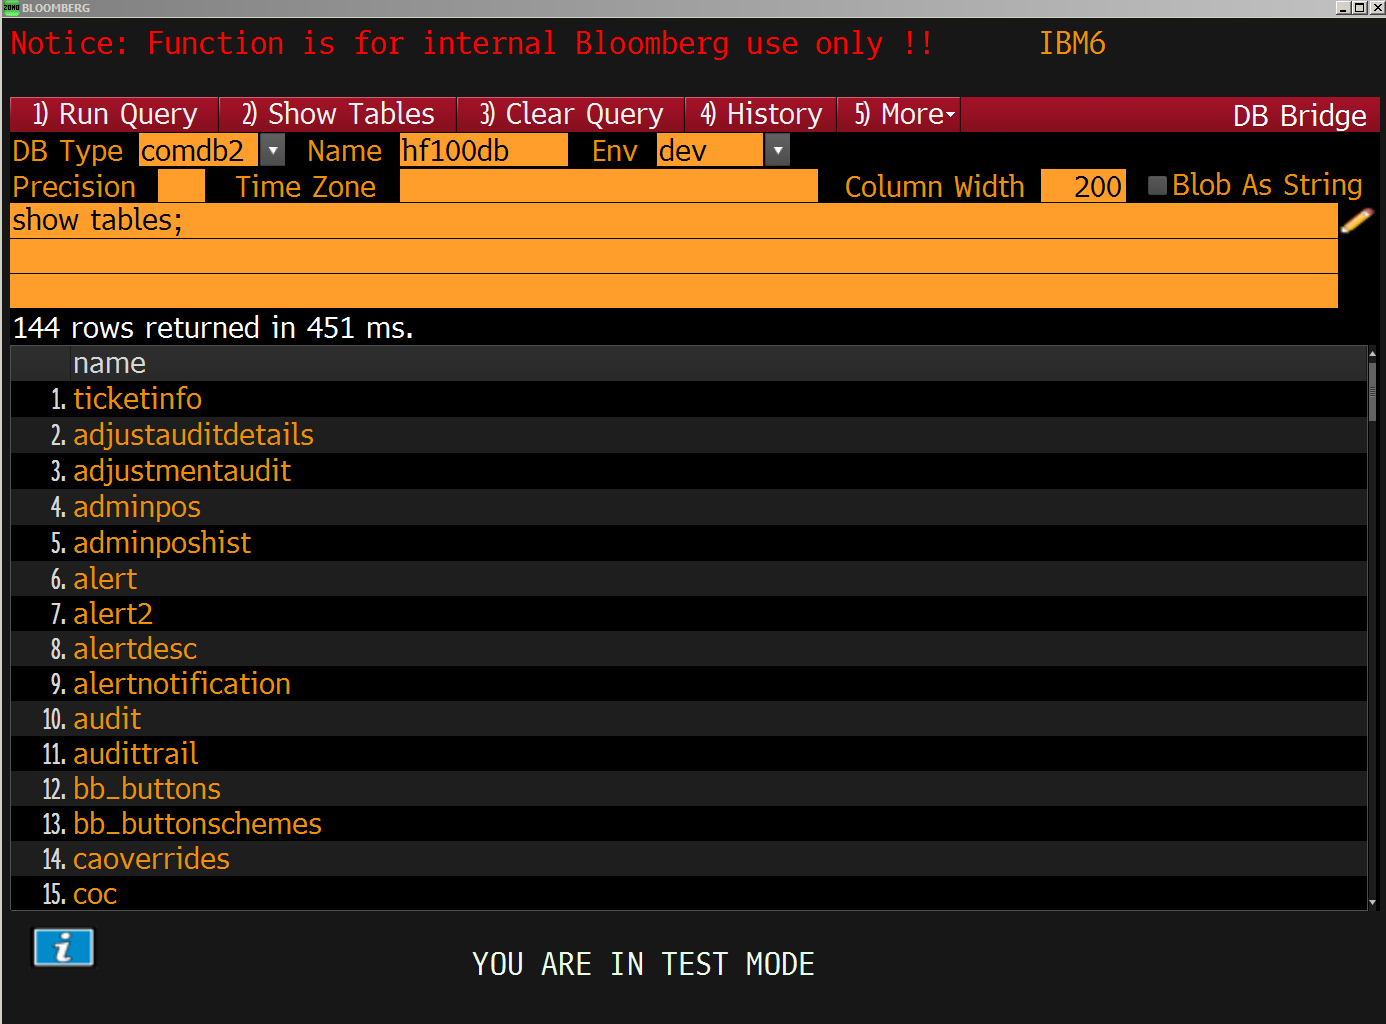 BLOOMBERG
Notice: Function is for internal Bloomberg use only !! IBM6
1) Run Query 2) Show Tables 3) Clear Query 4) History 5) More DB Bridge
DB Type comdb2 Name hf100db Env dev
Precision Time Zone Column Width 200 Blob As String
show tables;
144 rows returned in 451 ms.
name
1. ticketinfo
2. adjustauditdetails
3. adjustmentaudit
4. adminpos
5. adminposhist
6. alert
7. alert2
8. alertdesc
9. alertnotification
10. audit
11. audittrail
12. bb_buttons
13. bb_buttonschemes
14. caoverrides
15. coc
YOU ARE IN TEST MODE